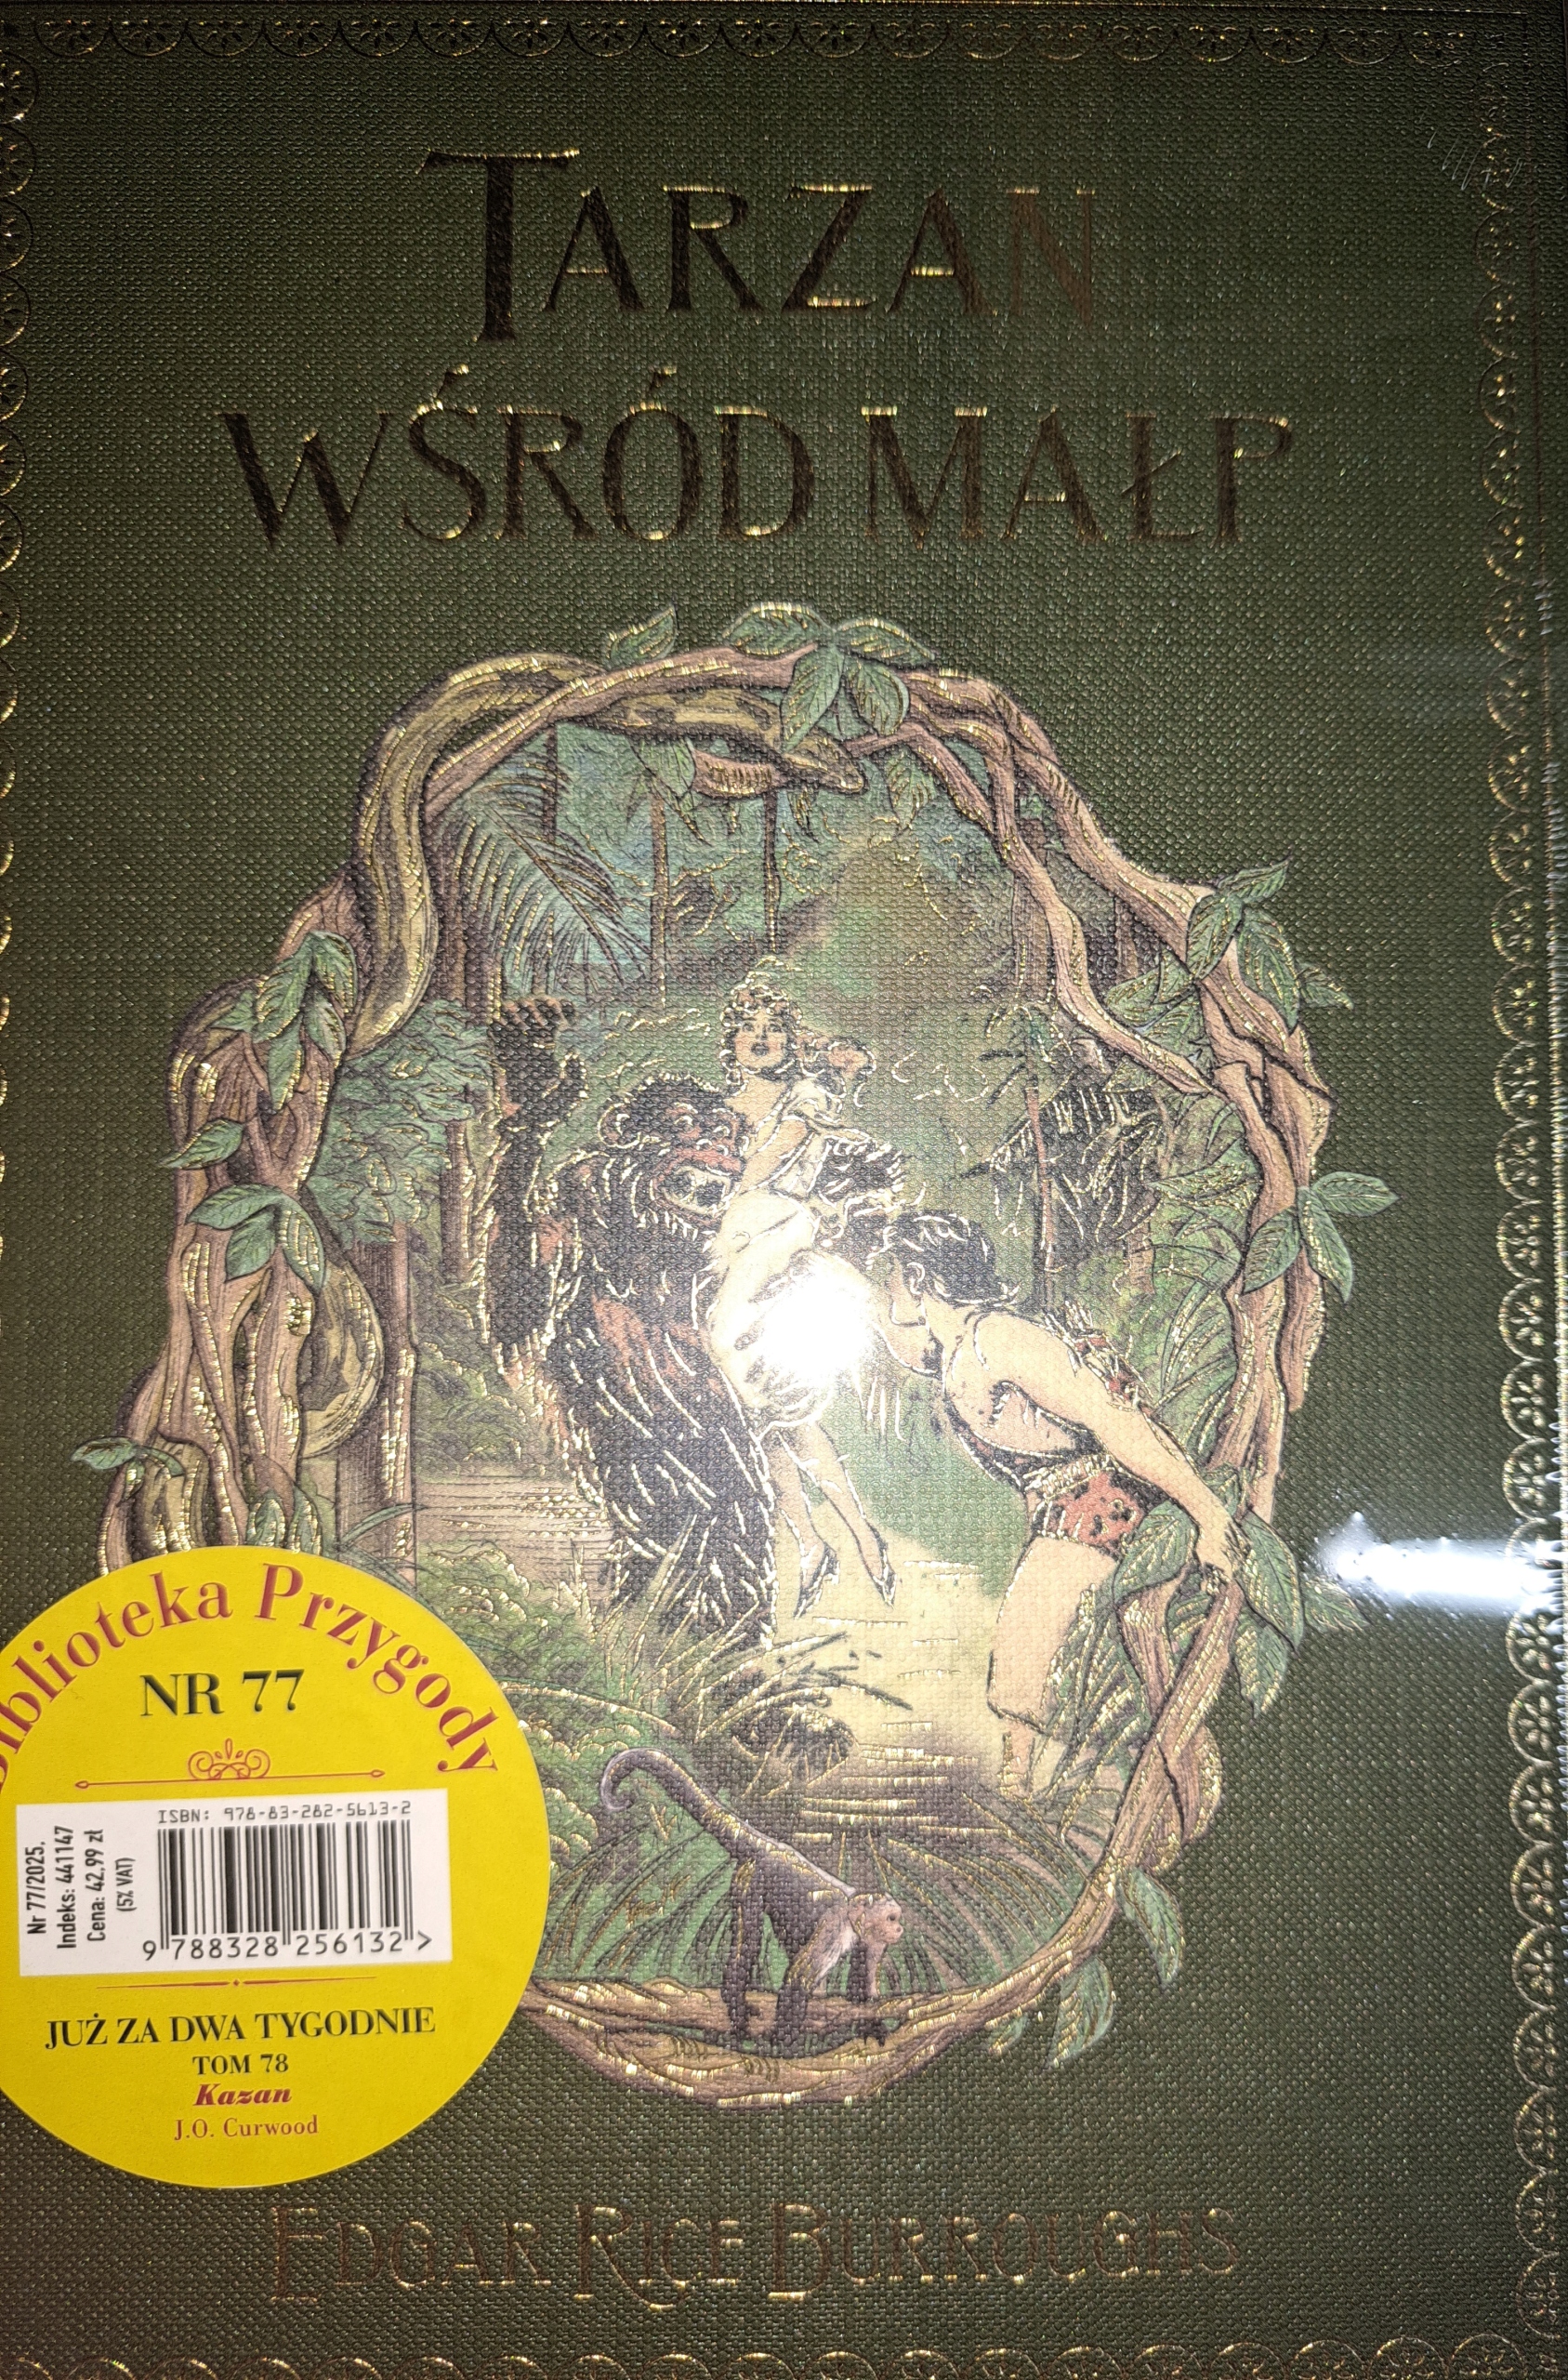 TARZAN
WŚRÓD MAŁP
Biblioteka Przygody
NR 77
ISBN: 978-83-282-5613-2
Nr 77/2025.
Indeks: 441147
Cena: 42,99 zł
(5% VAT)
9 788328 256132 >
JUŻ ZA DWA TYGODNIE
TOM 78
Kazan
J.O. Curwood
EDGAR RICE BURROUGHS